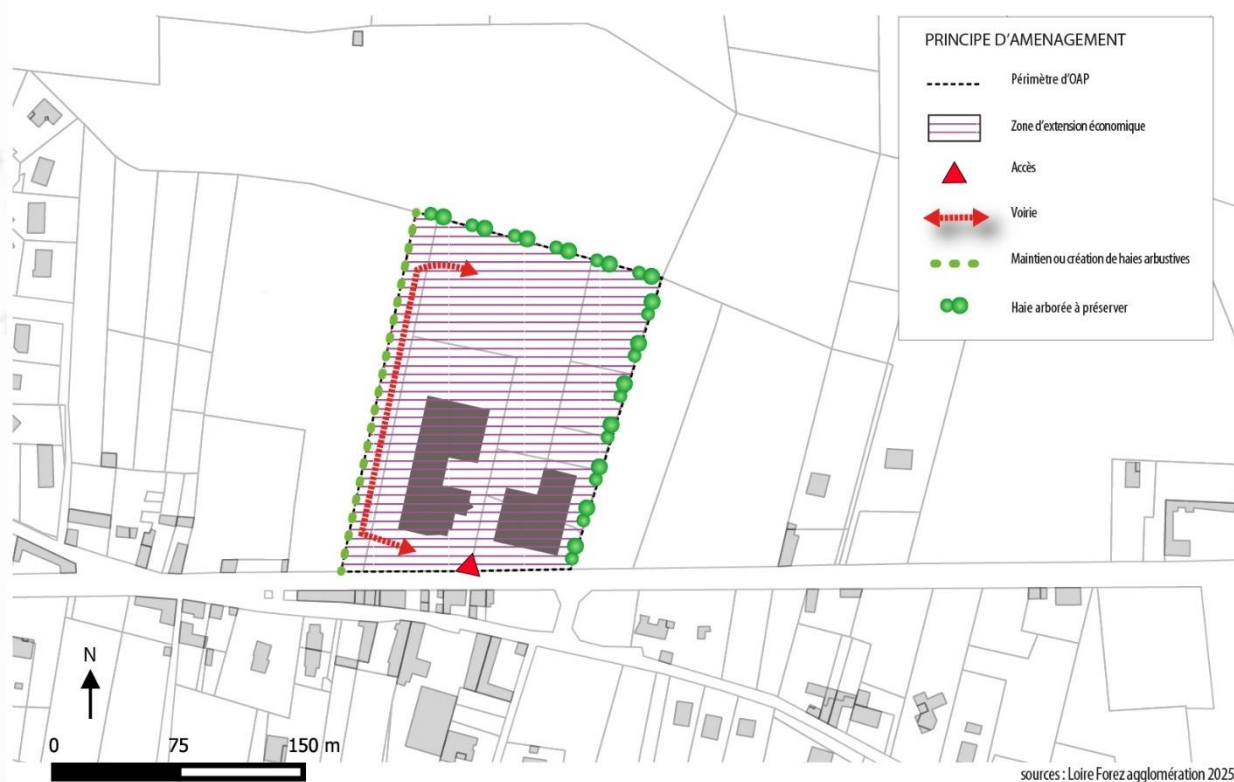 PRINCIPE D'AMENAGEMENT
Périmètre d'OAP
Zone d'extension économique
Accès
Voirie
Maintien ou création de haies arbustives
Haie arborée à préserver
N
0 75 150 m
sources : Loire Forez agglomération 2025